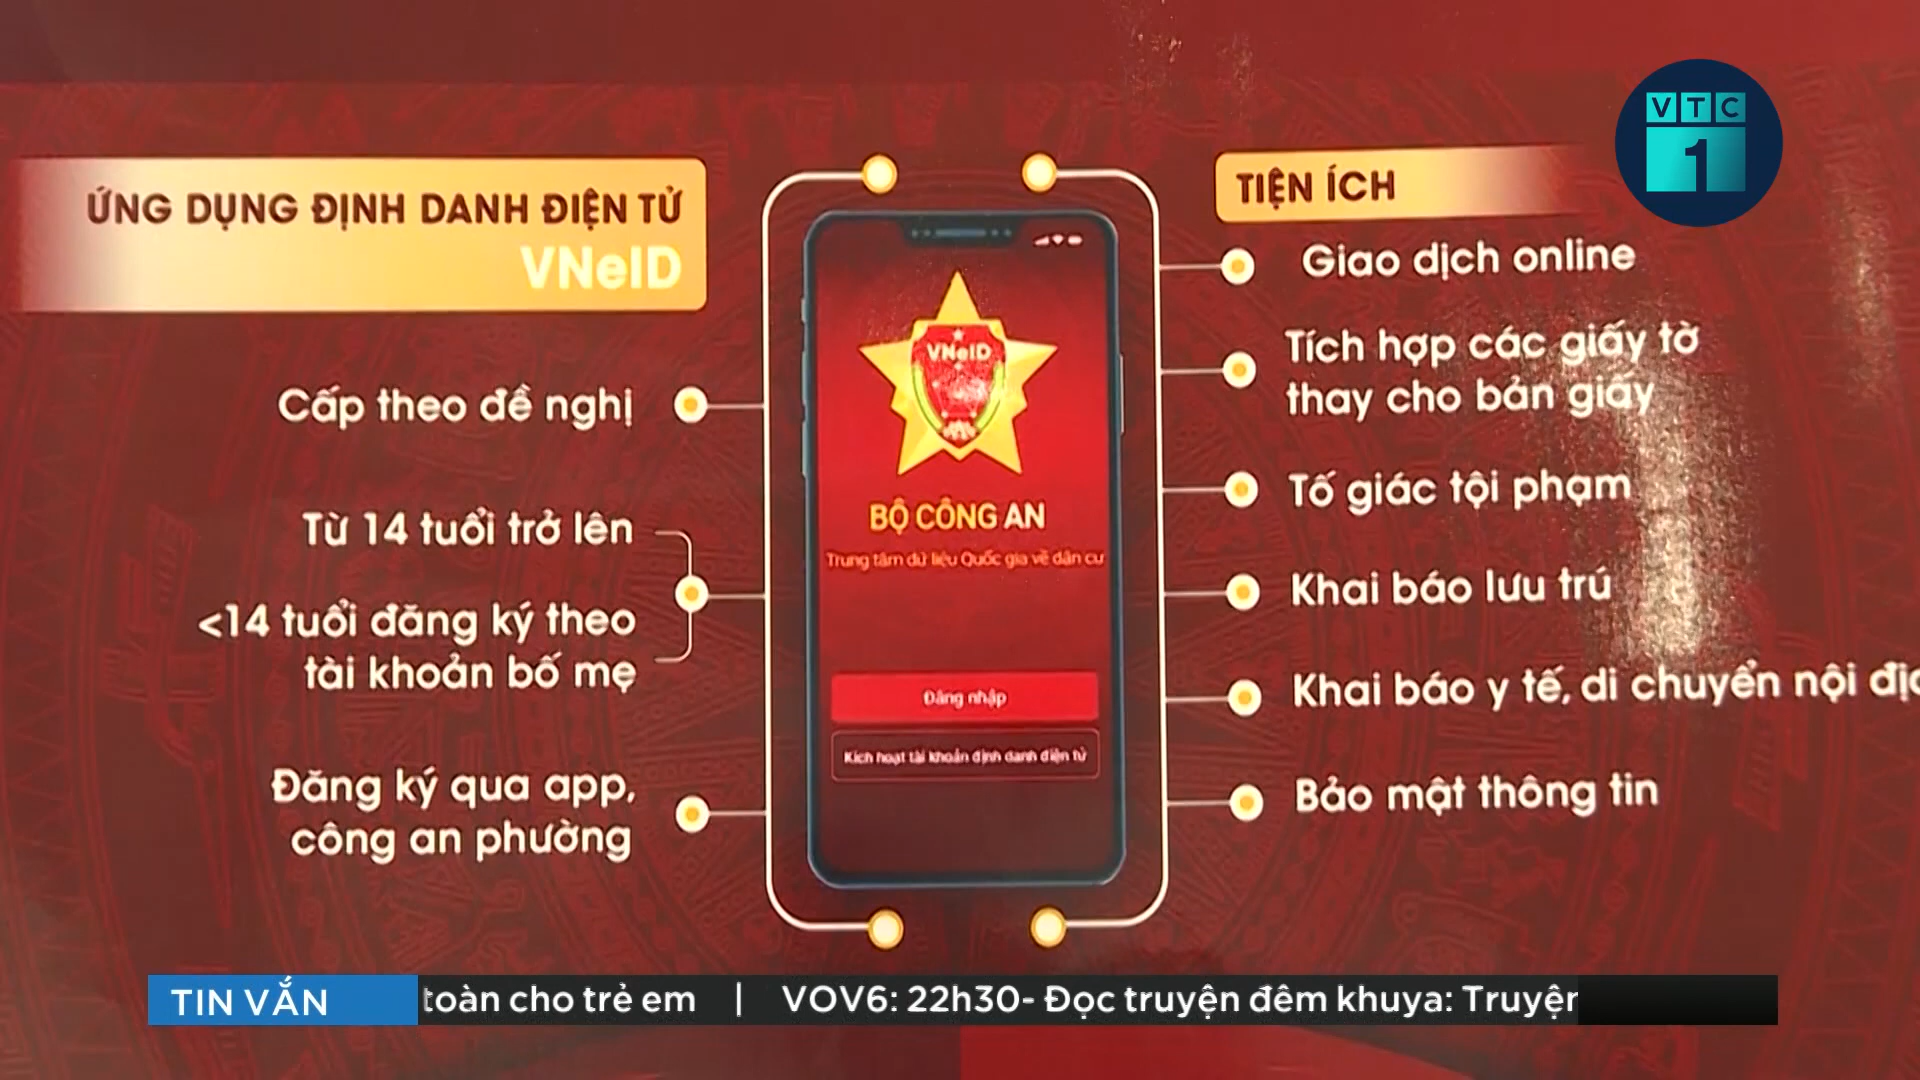 VTC
1
ỨNG DỤNG ĐỊNH DANH ĐIỆN TỬ
VNeID
Cấp theo đề nghị
Từ 14 tuổi trở lên
<14 tuổi đăng ký theo
tài khoản bố mẹ
Đăng ký qua app,
công an phường
VNeID
BỘ CÔNG AN
Trung tâm dữ liệu Quốc gia về dân cư
Đăng nhập
Kích hoạt tài khoản định danh điện tử
TIỆN ÍCH
Giao dịch online
Tích hợp các giấy tờ
thay cho bản giấy
Tố giác tội phạm
Khai báo lưu trú
Khai báo y tế, di chuyển nội
Bảo mật thông tin
TIN VẮN
toàn cho trẻ em | VOV6: 22h30- Đọc truyện đêm khuya: Truyện